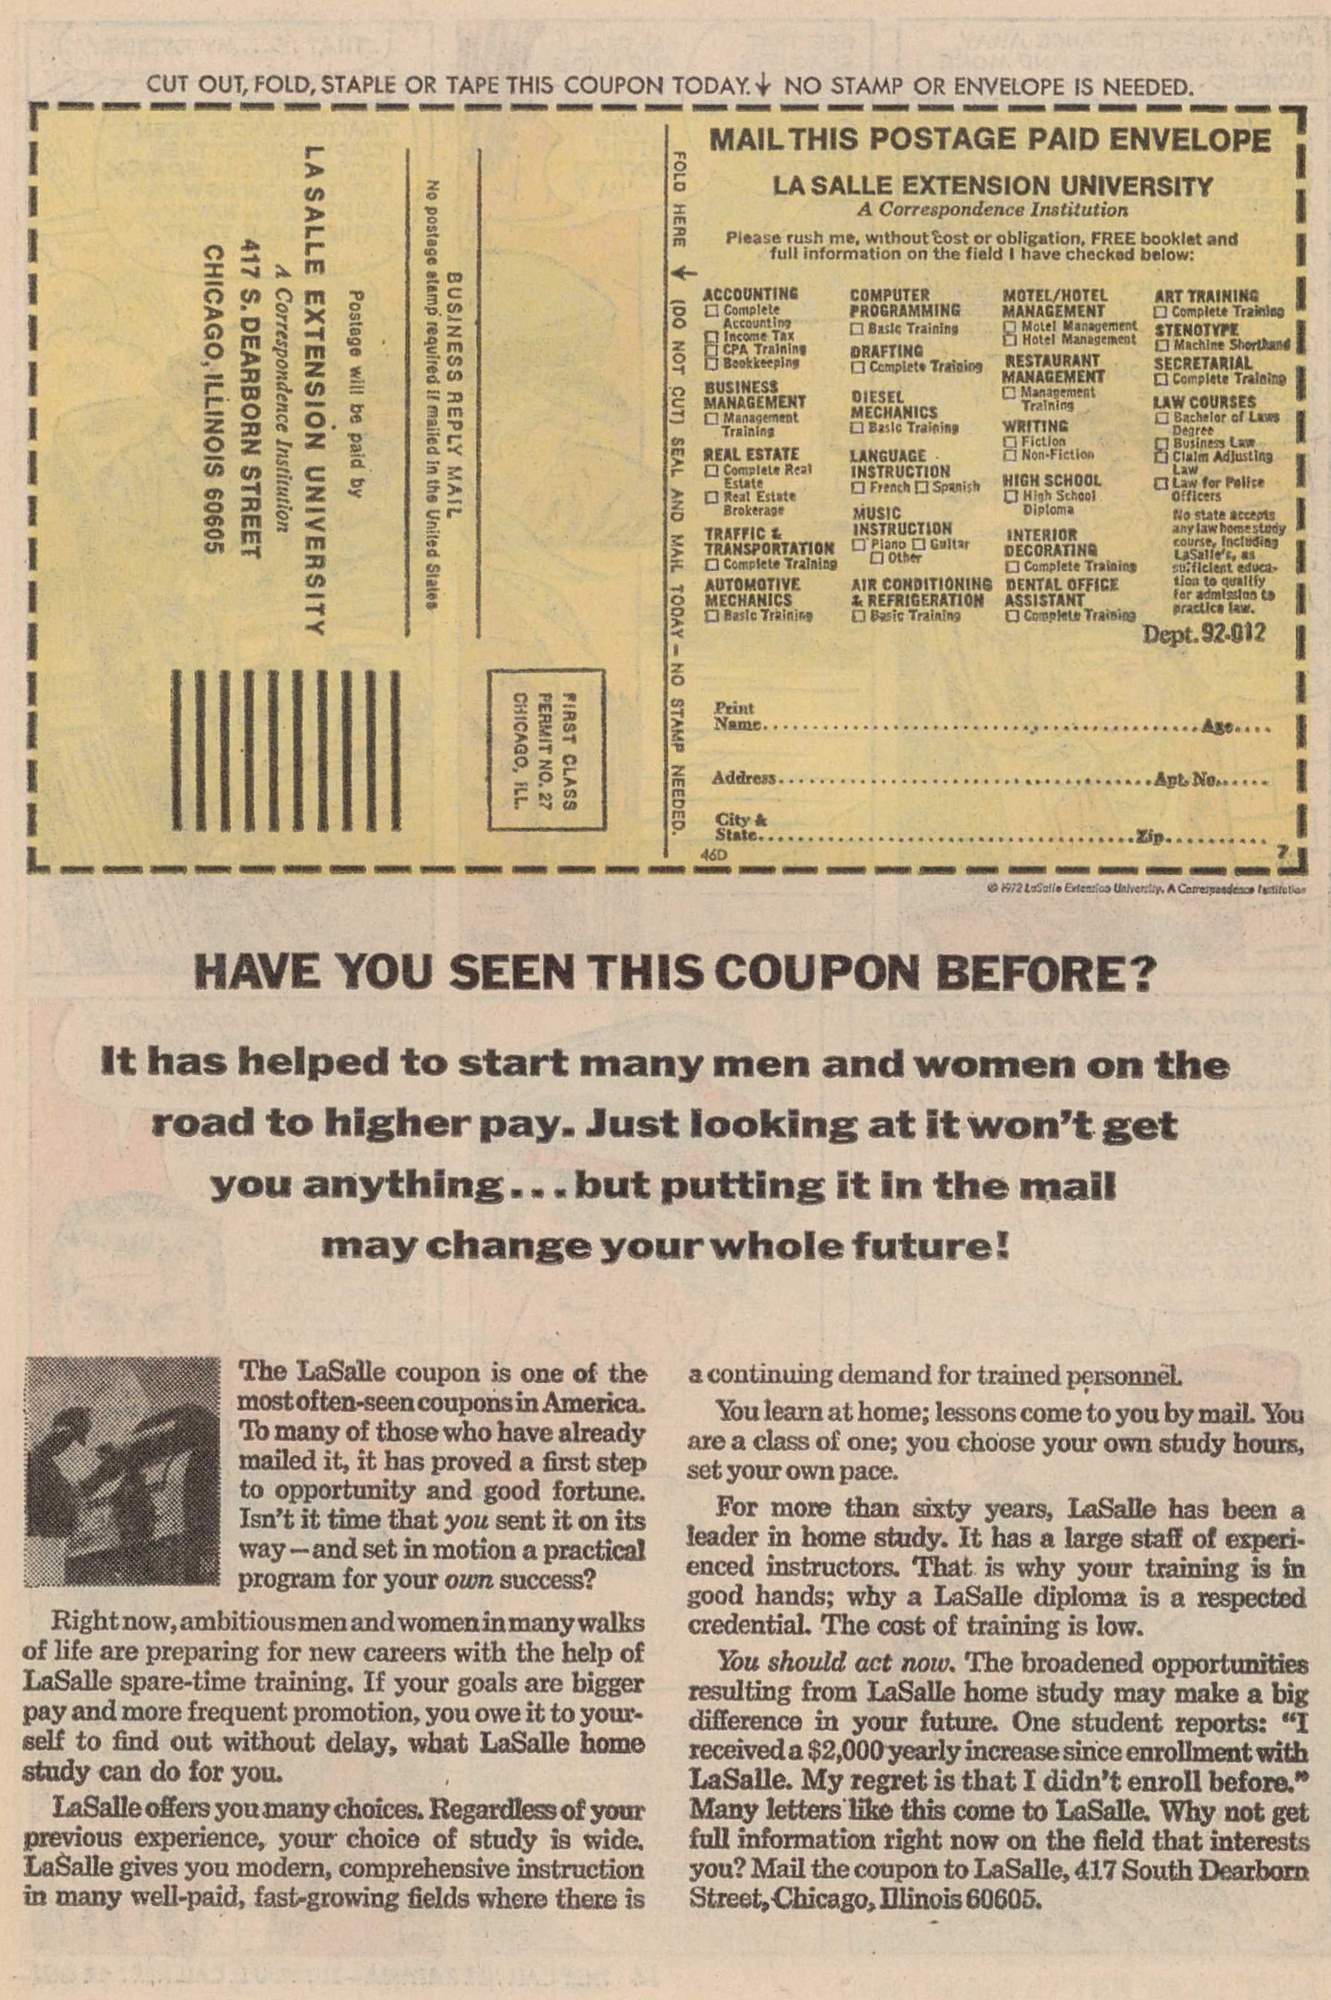 CUT OUT, FOLD, STAPLE OR TAPE THIS COUPON TODAY.↓ NO STAMP OR ENVELOPE IS NEEDED.
BUSINESS REPLY MAIL
No postage stamp required if mailed in the United States
Postage will be paid by
LA SALLE EXTENSION UNIVERSITY
A Correspondence Institution
417 S. DEARBORN STREET
CHICAGO, ILLINOIS 60605
FIRST CLASS
PERMIT NO. 27
CHICAGO, ILL.
FOLD HERE ↓ (DO NOT CUT) SEAL AND MAIL TODAY — NO STAMP NEEDED.
MAIL THIS POSTAGE PAID ENVELOPE
LA SALLE EXTENSION UNIVERSITY
A Correspondence Institution
Please rush me, without cost or obligation, FREE booklet and
full information on the field I have checked below:
ACCOUNTING
☐ Complete
Accounting
☐ Income Tax
☐ CPA Training
☐ Bookkeeping
BUSINESS
MANAGEMENT
☐ Management
Training
REAL ESTATE
☐ Complete Real
Estate
☐ Real Estate
Brokerage
TRAFFIC &
TRANSPORTATION
☐ Complete Training
AUTOMOTIVE
MECHANICS
☐ Basic Training
COMPUTER
PROGRAMMING
☐ Basic Training
DRAFTING
☐ Complete Training
DIESEL
MECHANICS
☐ Basic Training
LANGUAGE
INSTRUCTION
☐ French ☐ Spanish
MUSIC
INSTRUCTION
☐ Piano ☐ Guitar
☐ Other
AIR CONDITIONING
& REFRIGERATION
☐ Basic Training
MOTEL/HOTEL
MANAGEMENT
☐ Motel Management
☐ Hotel Management
RESTAURANT
MANAGEMENT
☐ Management
Training
WRITING
☐ Fiction
☐ Non-Fiction
HIGH SCHOOL
☐ High School
Diploma
INTERIOR
DECORATING
☐ Complete Training
DENTAL OFFICE
ASSISTANT
☐ Complete Training
ART TRAINING
☐ Complete Training
STENOTYPE
☐ Machine Shorthand
SECRETARIAL
☐ Complete Training
LAW COURSES
☐ Bachelor of Laws
Degree
☐ Business Law
☐ Claim Adjusting
Law
☐ Law for Police
Officers
No state accepts
any law home study
course, including
LaSalle's, as
sufficient educa-
tion to qualify
for admission to
practice law.
Dept. 92-012
Print
Name.......... Age.....
Address.......... Apt. No.......
City &
State.......... Zip..........
46D
7
© 1972 LaSalle Extension University, A Correspondence Institution
HAVE YOU SEEN THIS COUPON BEFORE?
It has helped to start many men and women on the
road to higher pay. Just looking at it won't get
you anything...but putting it in the mail
may change your whole future!
The LaSalle coupon is one of the
most often-seen coupons in America.
To many of those who have already
mailed it, it has proved a first step
to opportunity and good fortune.
Isn't it time that you sent it on its
way—and set in motion a practical
program for your own success?
Right now, ambitious men and women in many walks
of life are preparing for new careers with the help of
LaSalle spare-time training. If your goals are bigger
pay and more frequent promotion, you owe it to your-
self to find out without delay, what LaSalle home
study can do for you.
LaSalle offers you many choices. Regardless of your
previous experience, your choice of study is wide.
LaSalle gives you modern, comprehensive instruction
in many well-paid, fast-growing fields where there is
a continuing demand for trained personnel.
You learn at home; lessons come to you by mail. You
are a class of one; you choose your own study hours,
set your own pace.
For more than sixty years, LaSalle has been a
leader in home study. It has a large staff of experi-
enced instructors. That is why your training is in
good hands; why a LaSalle diploma is a respected
credential. The cost of training is low.
You should act now. The broadened opportunities
resulting from LaSalle home study may make a big
difference in your future. One student reports: "I
received a $2,000 yearly increase since enrollment with
LaSalle. My regret is that I didn't enroll before."
Many letters like this come to LaSalle. Why not get
full information right now on the field that interests
you? Mail the coupon to LaSalle, 417 South Dearborn
Street, Chicago, Illinois 60605.